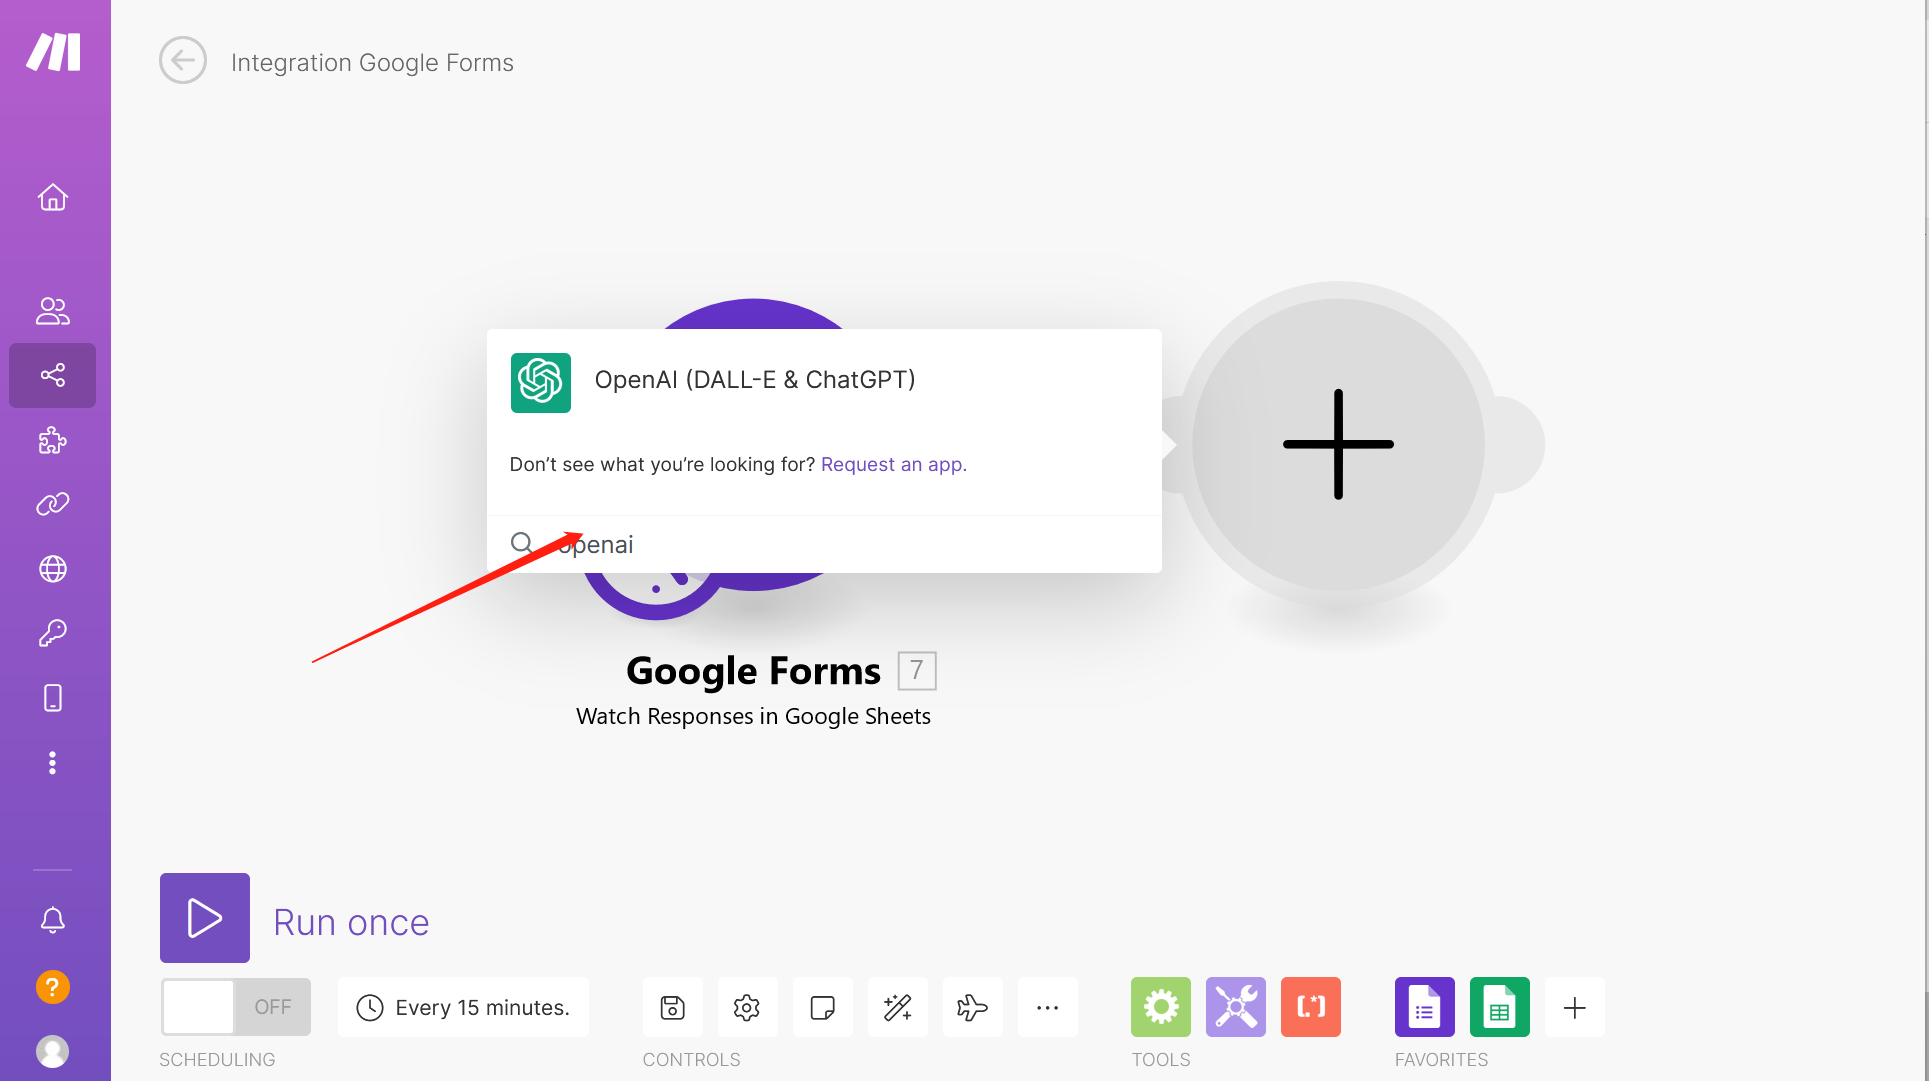 Integration Google Forms
OpenAI (DALL-E & ChatGPT)
Don't see what you're looking for? Request an app.
openai
Google Forms 7
Watch Responses in Google Sheets
Run once
OFF
Every 15 minutes.
SCHEDULING
CONTROLS
TOOLS
FAVORITES